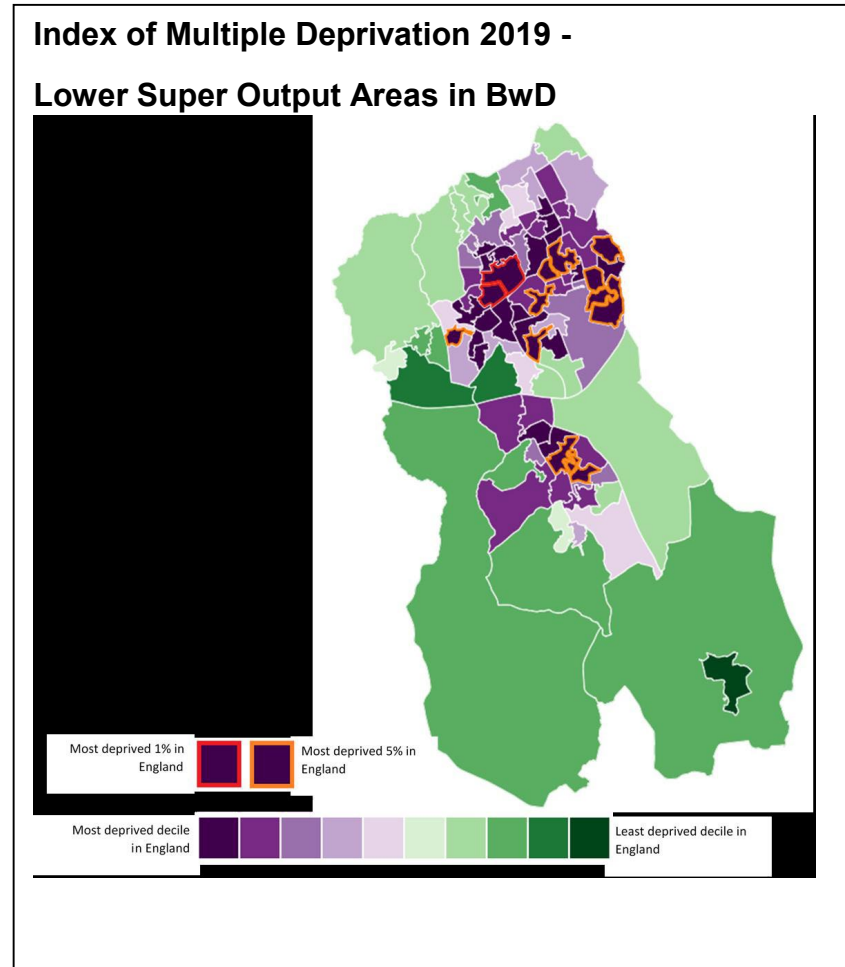 Index of Multiple Deprivation 2019 -
Lower Super Output Areas in BwD
Most deprived 1% in
England
Most deprived 5% in
England
Most deprived decile
in England
Least deprived decile in
England